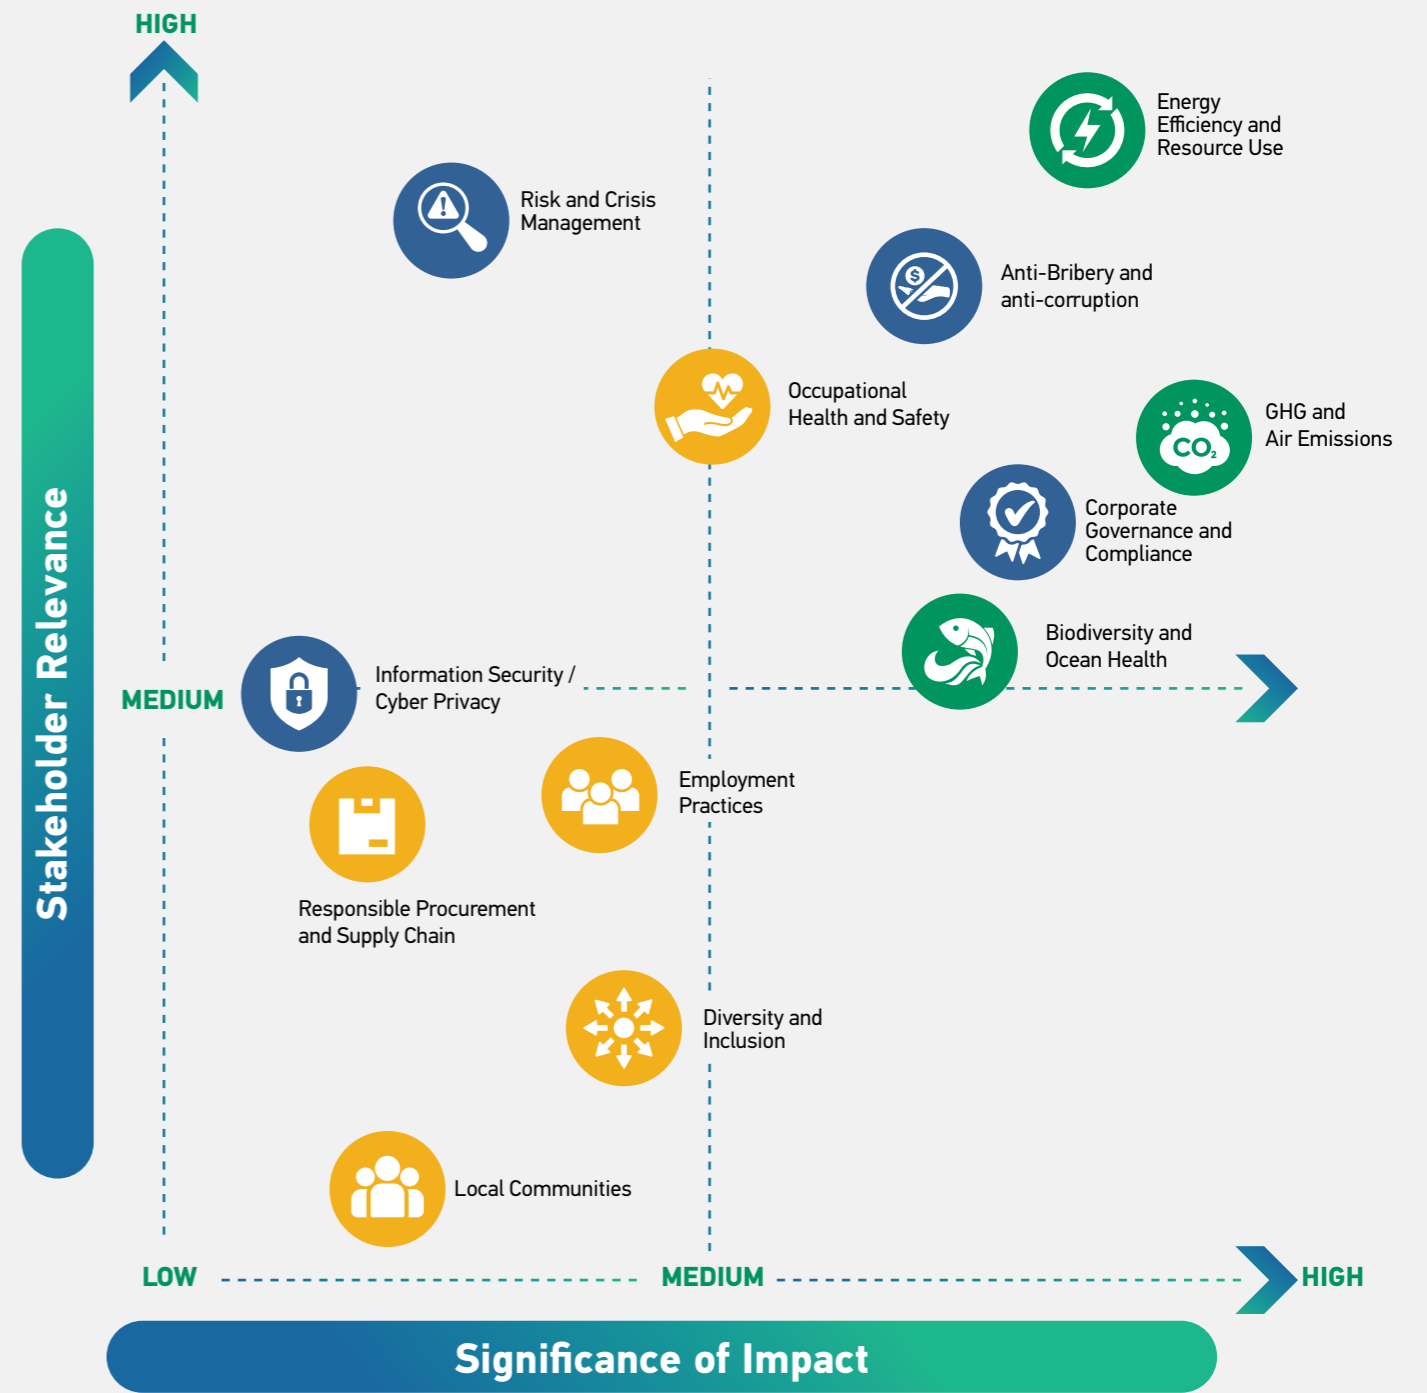 HIGH
Energy
Efficiency and
Resource Use
Risk and Crisis
Management
$
Anti-Bribery and
anti-corruption
Occupational
Health and Safety
CO₂
GHG and
Air Emissions
Corporate
Governance and
Compliance
Biodiversity and
Ocean Health
Stakeholder Relevance
MEDIUM
Information Security /
Cyber Privacy
Employment
Practices
Responsible Procurement
and Supply Chain
Diversity and
Inclusion
Local Communities
LOW
MEDIUM
HIGH
Significance of Impact